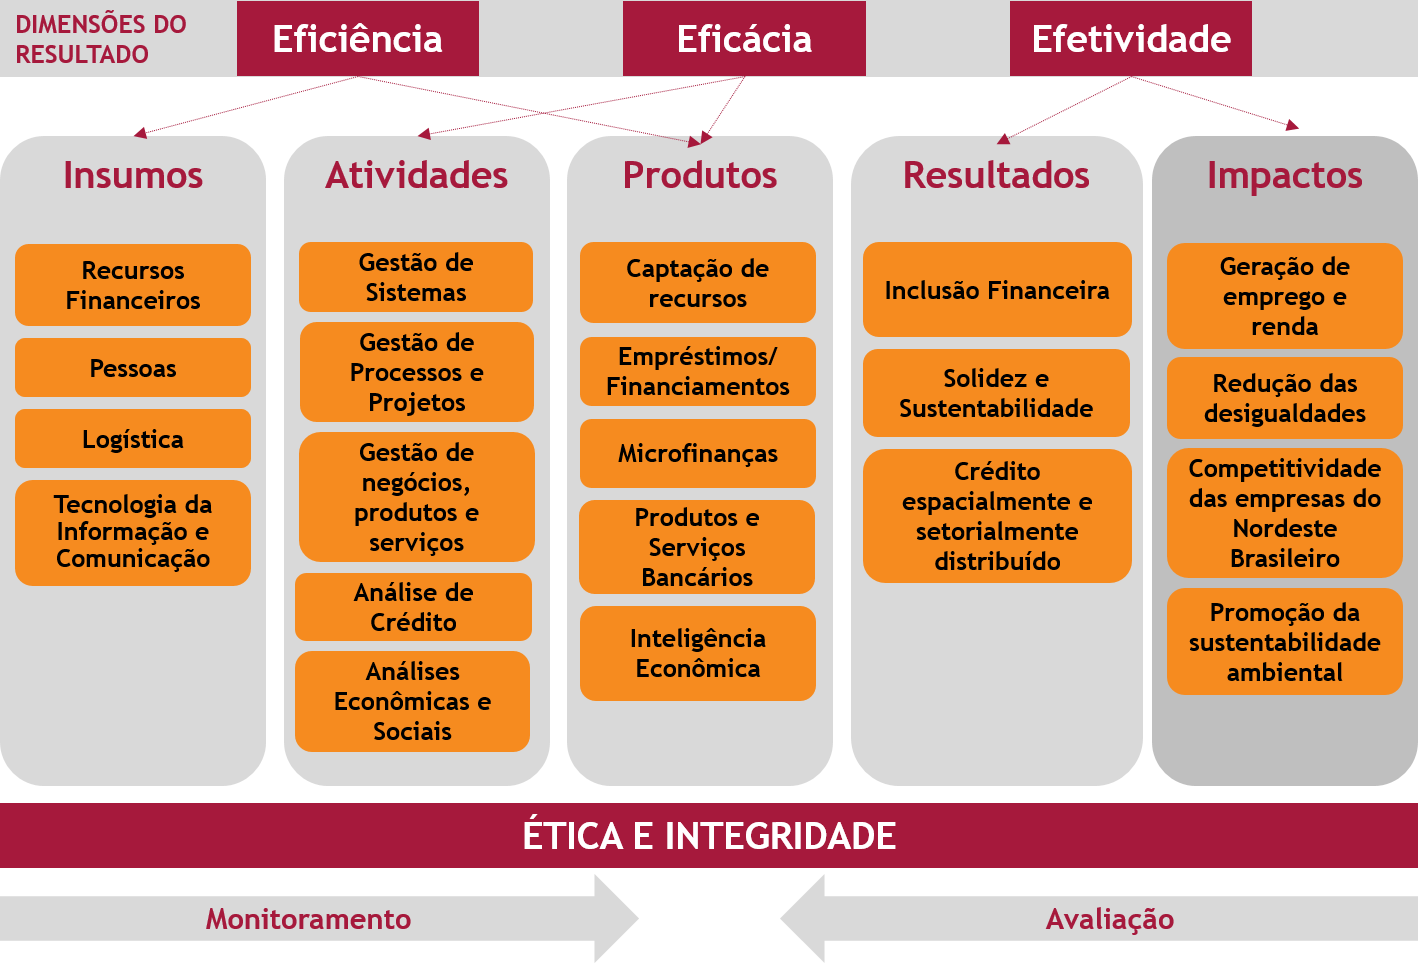 DIMENSÕES DO
RESULTADO
Eficiência
Eficácia
Efetividade
Insumos
Recursos
Financeiros
Pessoas
Logística
Tecnologia da
Informação e
Comunicação
Atividades
Gestão de
Sistemas
Gestão de
Processos e
Projetos
Gestão de
negócios,
produtos e
serviços
Análise de
Crédito
Análises
Econômicas e
Sociais
Produtos
Captação de
recursos
Empréstimos/
Financiamentos
Microfinanças
Produtos e
Serviços
Bancários
Inteligência
Econômica
Resultados
Inclusão Financeira
Solidez e
Sustentabilidade
Crédito
espacialmente e
setorialmente
distribuído
Impactos
Geração de
emprego e
renda
Redução das
desigualdades
Competitividade
das empresas do
Nordeste
Brasileiro
Promoção da
sustentabilidade
ambiental
ÉTICA E INTEGRIDADE
Monitoramento
Avaliação